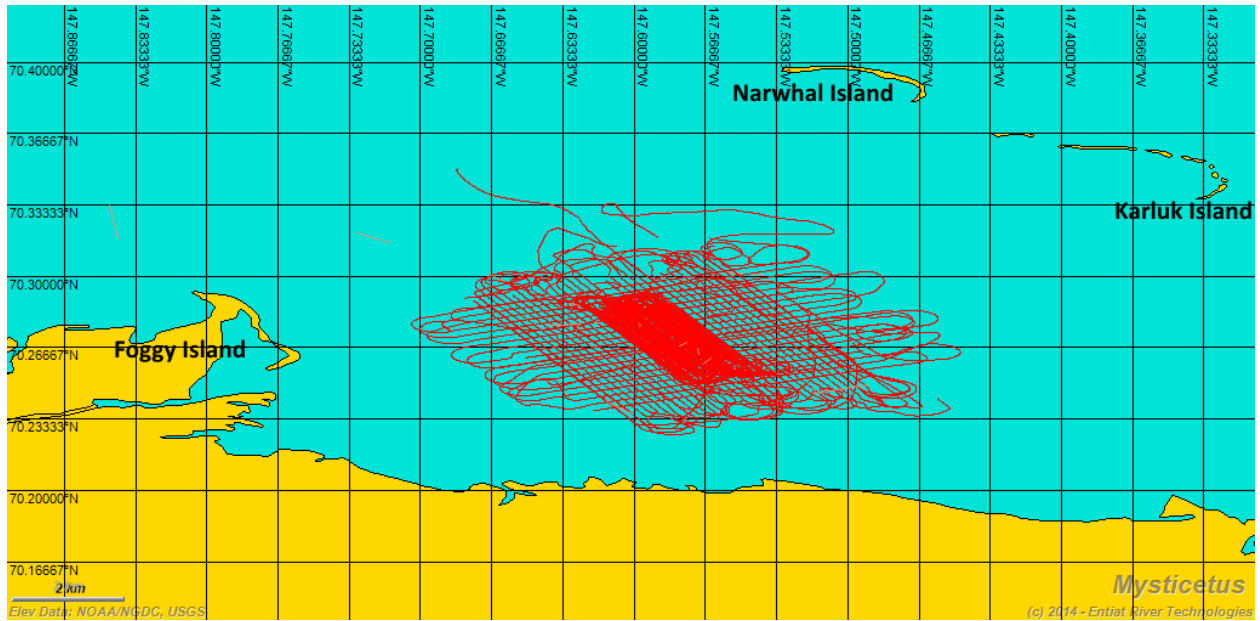 147.86667°W
147.83333°W
147.80000°W
147.76667°W
147.73333°W
147.70000°W
147.66667°W
147.63333°W
147.60000°W
147.56667°W
147.53333°W
147.50000°W
147.46667°W
147.43333°W
147.40000°W
147.36667°W
147.33333°W
70.40000°N
Narwhal Island
70.36667°N
70.33333°N
Karluk Island
70.30000°N
70.26667°N
Foggy Island
70.23333°N
70.20000°N
70.16667°N
2 km
Mysticetus
Elev Data: NOAA/NGDC, USGS
(c) 2014 - Entiat River Technologies